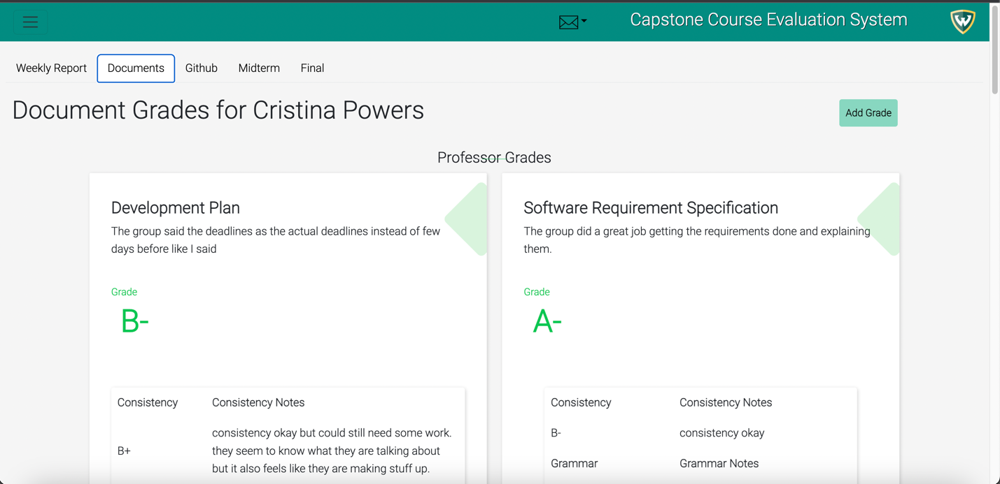 Capstone Course Evaluation System
W
Weekly Report Documents Github Midterm Final
Document Grades for Cristina Powers
Add Grade
Professor Grades
Development Plan
The group said the deadlines as the actual deadlines instead of few
days before like I said
Grade
B-
Consistency Consistency Notes
B+
consistency okay but could still need some work.
they seem to know what they are talking about
but it also feels like they are making stuff up.
Software Requirement Specification
The group did a great job getting the requirements done and explaining
them.
Grade
A-
Consistency Consistency Notes
B- consistency okay
Grammar Grammar Notes